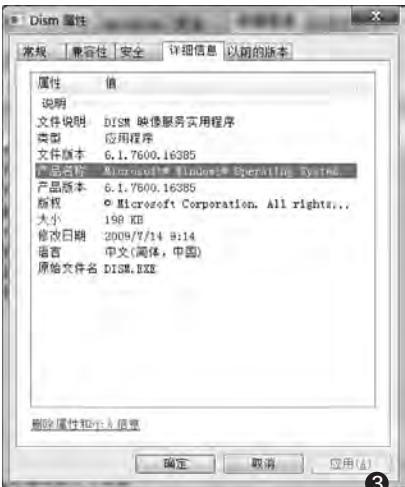 Dism 属性
常规 兼容性 安全 详细信息 以前的版本
属性 值
说明
文件说明 DISM 映像服务实用程序
类型 应用程序
文件版本 6.1.7600.16385
产品名称 Microsoft® Windows® Operating System
产品版本 6.1.7600.16385
版权 © Microsoft Corporation. All rights...
大小 198 KB
修改日期 2009/7/14 9:14
语言 中文(简体，中国)
原始文件名 DISM.EXE
删除属性和个人信息
确定 取消 应用(A)
❸